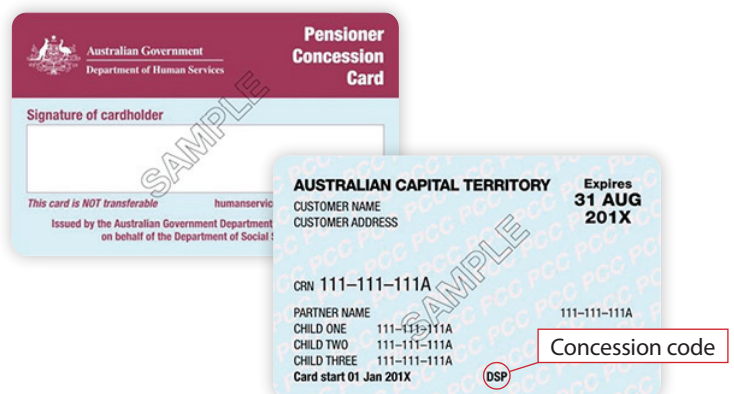 Australian Government
Department of Human Services
Pensioner
Concession
Card
Signature of cardholder
SAMPLE
This card is NOT transferable
Issued by the Australian Government Department
on behalf of the Department of Social
AUSTRALIAN CAPITAL TERRITORY
Expires
31 AUG
201X
CUSTOMER NAME
CUSTOMER ADDRESS
SAMPLE
CRN 111–111–111A
PARTNER NAME 111–111–111A
CHILD ONE 111–111–111A
CHILD TWO 111–111–111A
CHILD THREE 111–111–111A
Card start 01 Jan 201X
DSP
Concession code